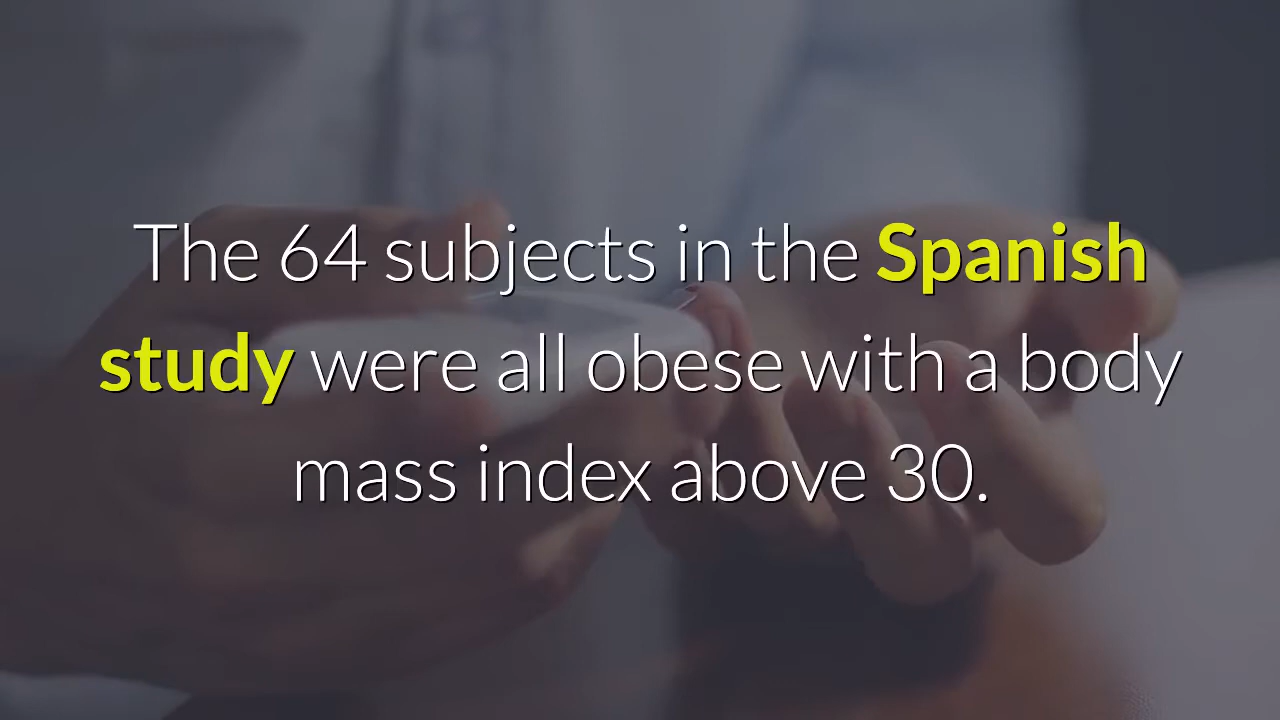 The 64 subjects in the Spanish
study were all obese with a body
mass index above 30.